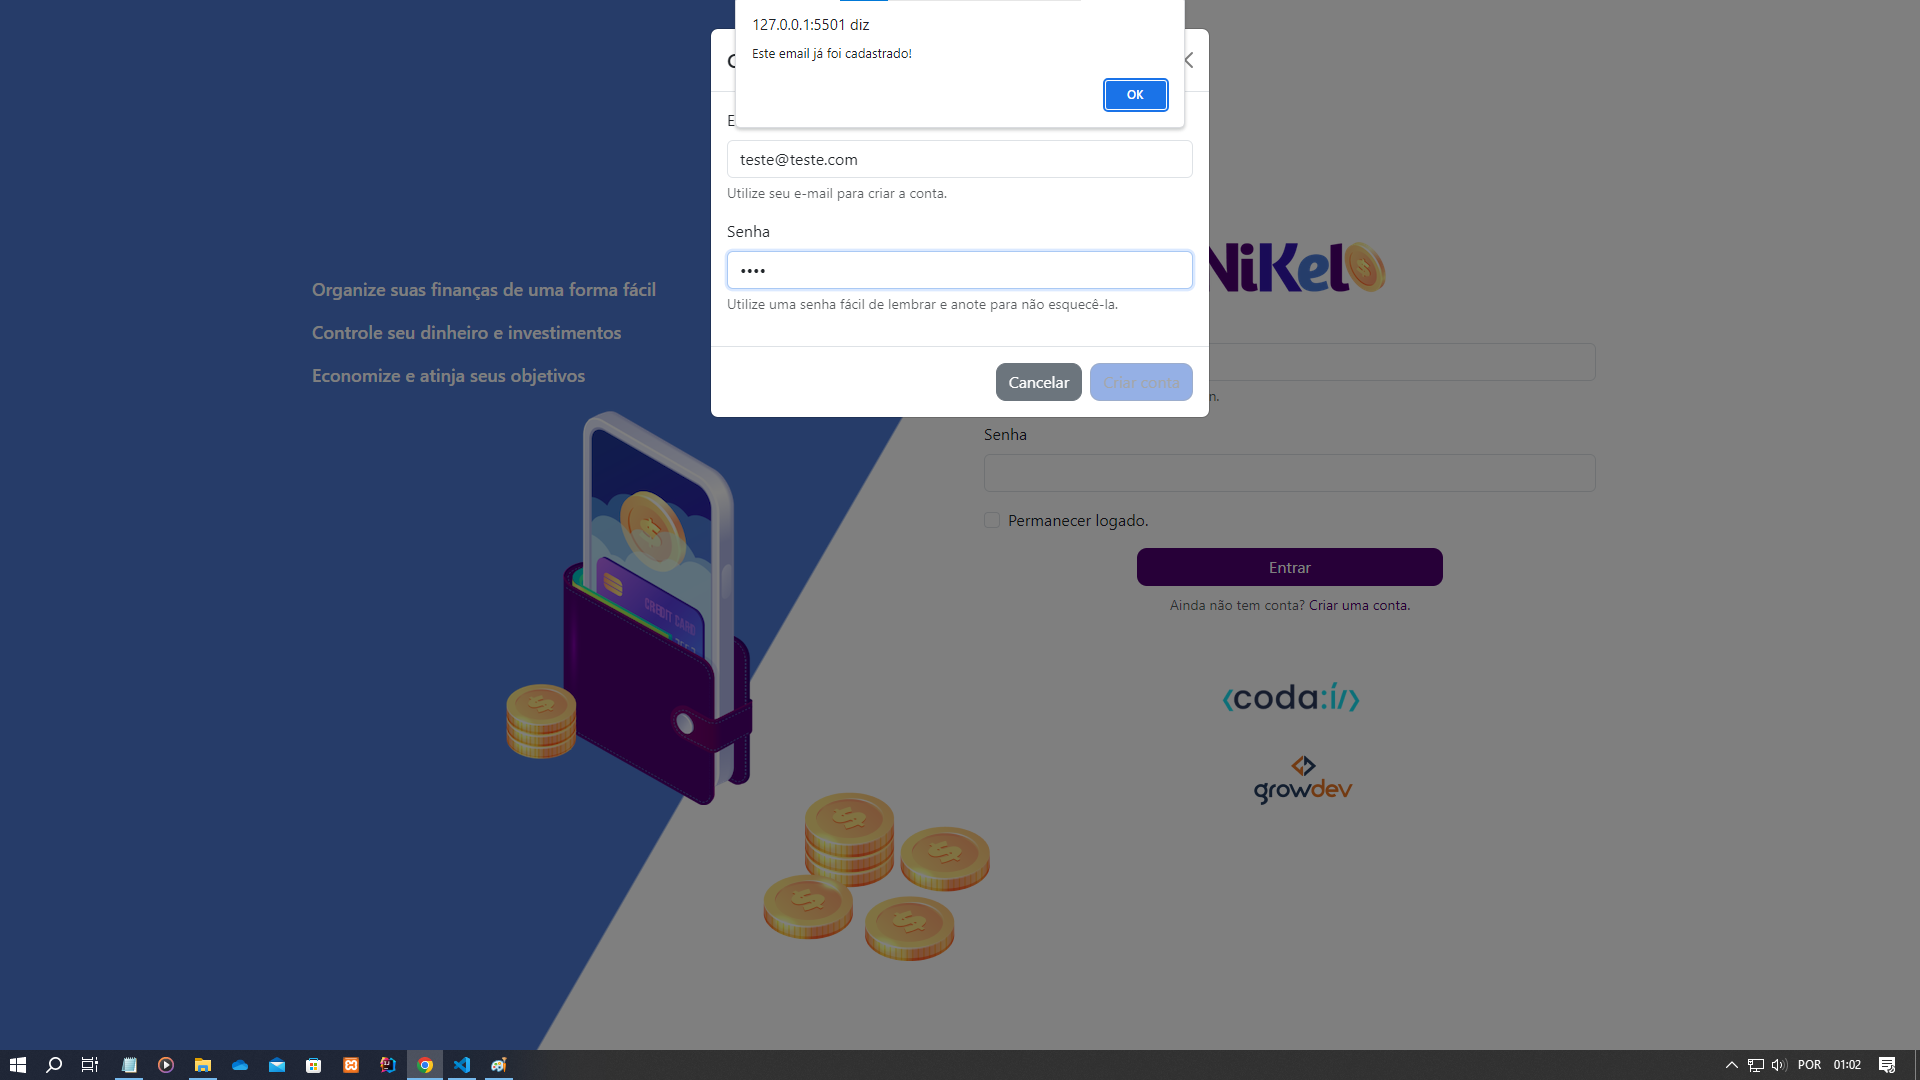 127.0.0.1:5501 diz
Este email já foi cadastrado!
OK
teste@teste.com
Utilize seu e-mail para criar a conta.
Senha
••••
Utilize uma senha fácil de lembrar e anote para não esquecê-la.
Cancelar
Criar conta
Organize suas finanças de uma forma fácil
Controle seu dinheiro e investimentos
Economize e atinja seus objetivos
CREDIT CARD
NiKel
Senha
Permanecer logado.
Entrar
Ainda não tem conta? Criar uma conta.
coda:í/
growdev
POR
01:02